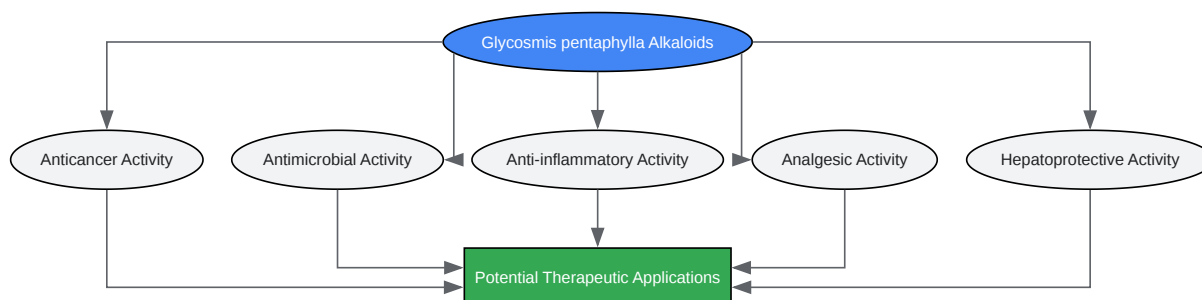 Glycosmis pentaphylla Alkaloids
Anticancer Activity
Antimicrobial Activity
Anti-inflammatory Activity
Analgesic Activity
Hepatoprotective Activity
Potential Therapeutic Applications